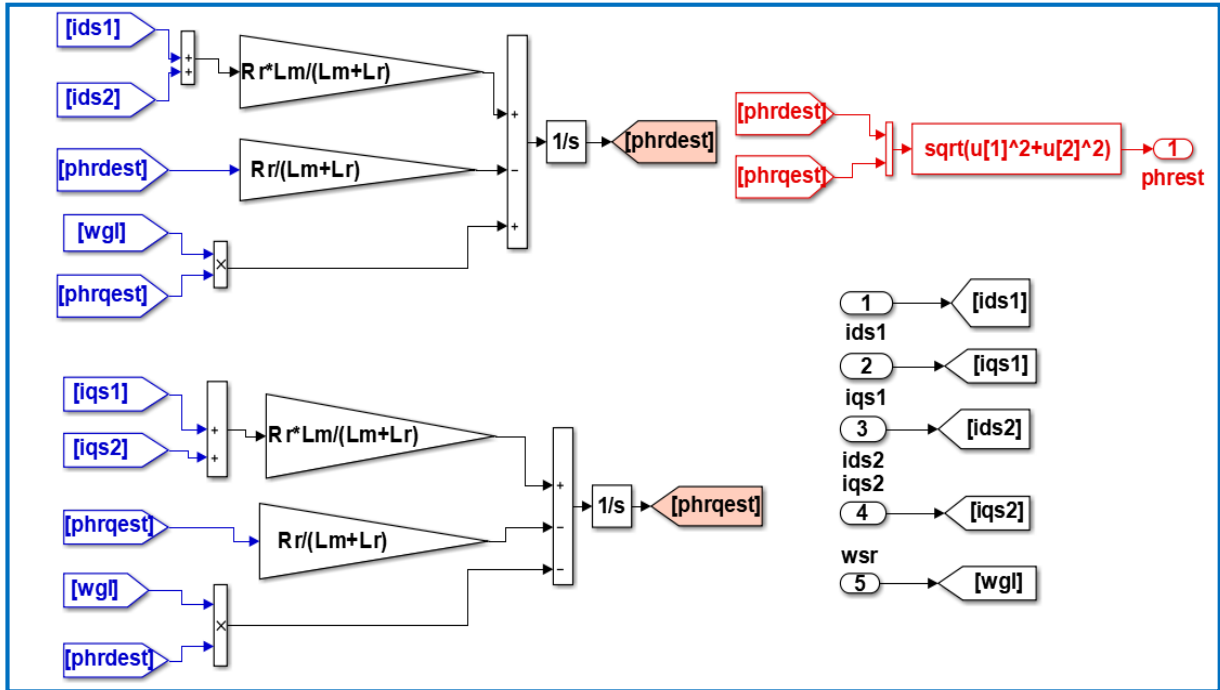 [ids1]
[ids2]
+
+
Rr*Lm/(Lm+Lr)
[phrdest]
Rr/(Lm+Lr)
[wgl]
[phrqest]
×
+
−
+
1/s
[phrdest]
[phrdest]
[phrqest]
sqrt(u[1]^2+u[2]^2)
1
phrest
[iqs1]
[iqs2]
+
+
Rr*Lm/(Lm+Lr)
[phrqest]
Rr/(Lm+Lr)
[wgl]
[phrdest]
×
+
−
−
1/s
[phrqest]
1
ids1
[ids1]
2
iqs1
[iqs1]
3
ids2
[ids2]
iqs2
4
[iqs2]
wsr
5
[wgl]